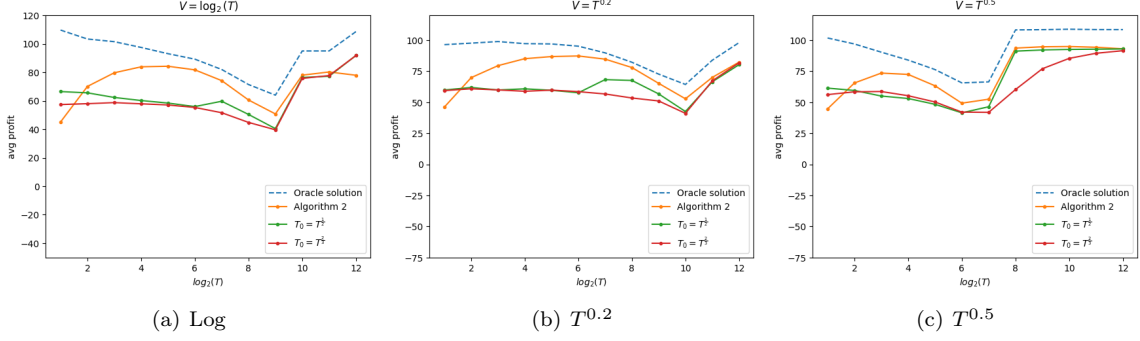 V = log₂(T)
avg profit
120
100
80
60
40
20
0
−20
−40
Oracle solution
Algorithm 2
T₀ = T^{1/2}
T₀ = T^{2/3}
2 4 6 8 10 12
log₂(T)
(a) Log
V = T^{0.2}
avg profit
100
75
50
25
0
−25
−50
−75
Oracle solution
Algorithm 2
T₀ = T^{1/2}
T₀ = T^{2/3}
2 4 6 8 10 12
log₂(T)
(b) T^{0.2}
V = T^{0.5}
avg profit
100
75
50
25
0
−25
−50
−75
Oracle solution
Algorithm 2
T₀ = T^{1/2}
T₀ = T^{2/3}
2 4 6 8 10 12
log₂(T)
(c) T^{0.5}